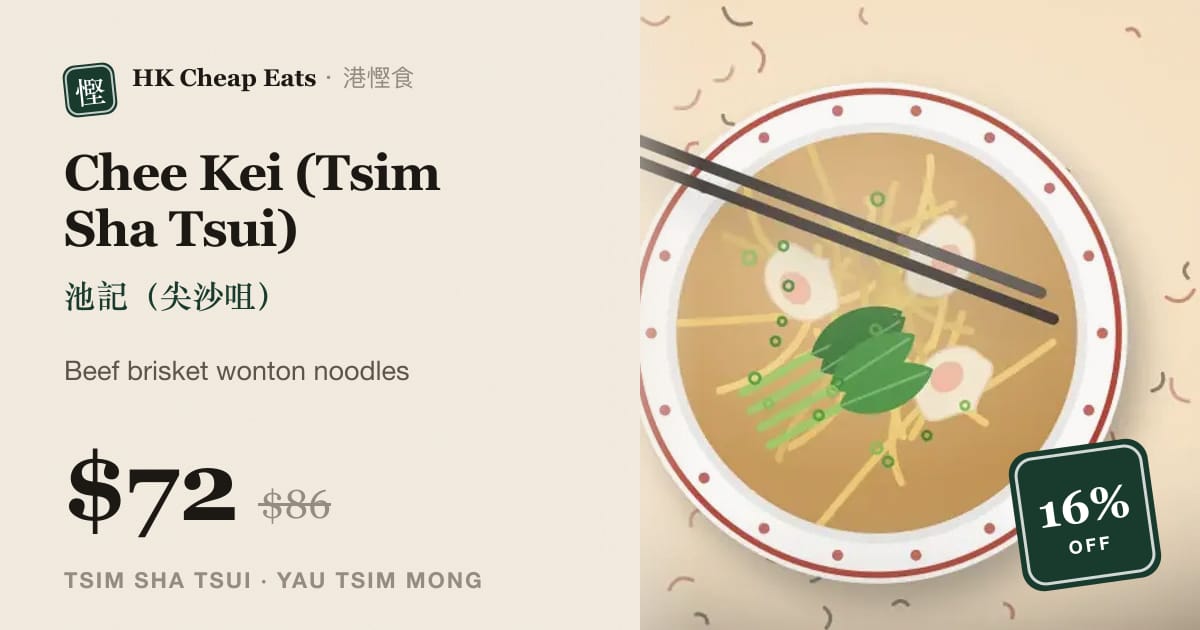 慳
HK Cheap Eats · 港慳食
Chee Kei (Tsim
Sha Tsui)
池記（尖沙咀）
Beef brisket wonton noodles
$72 $86
16%
OFF
TSIM SHA TSUI · YAU TSIM MONG